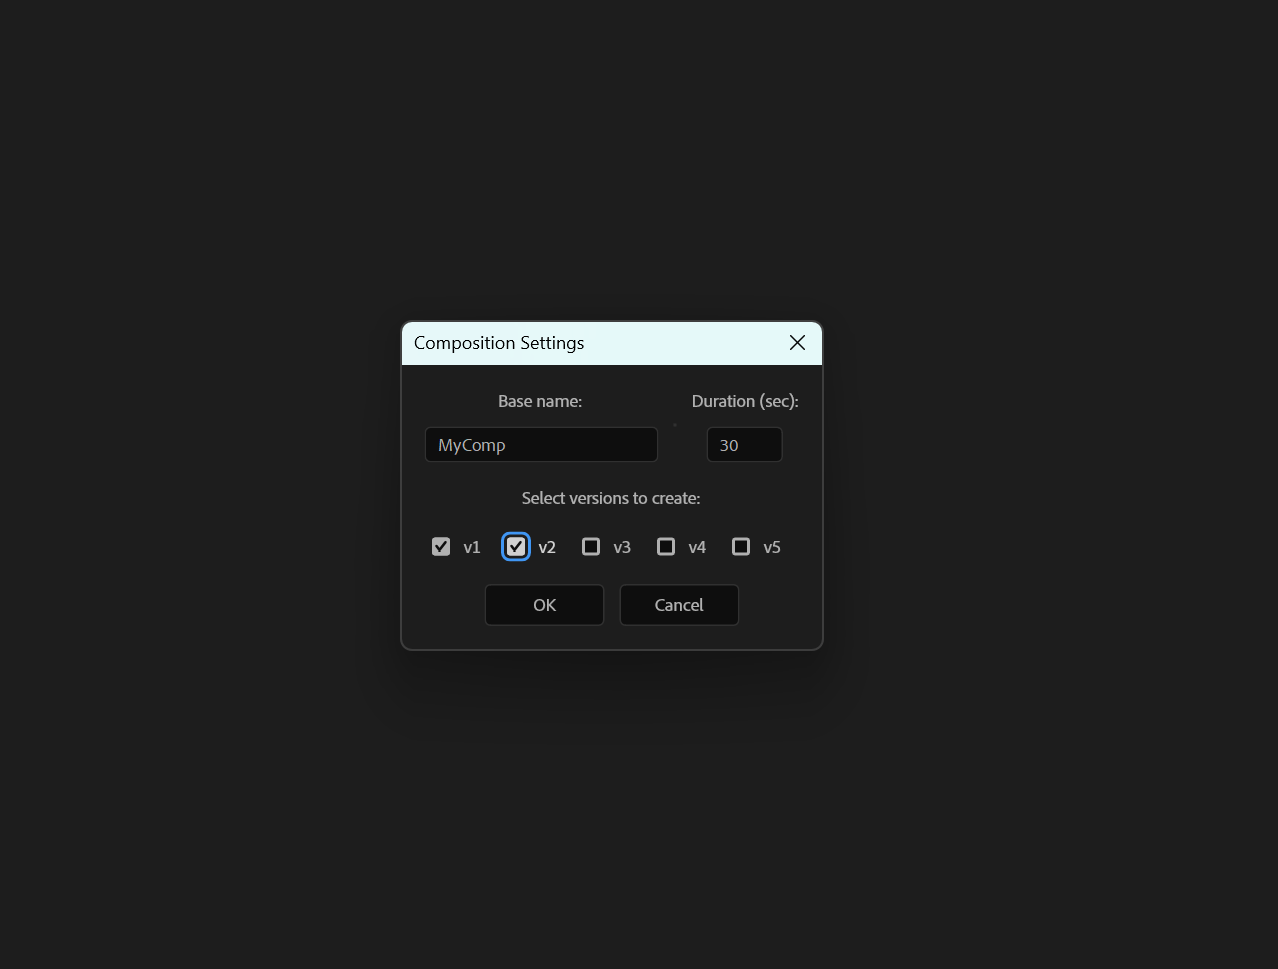 Composition Settings
Base name: Duration (sec):
MyComp 30
Select versions to create:
v1 v2 v3 v4 v5
OK Cancel